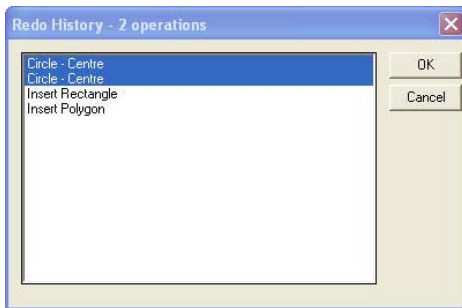 Redo History - 2 operations
Circle - Centre
Circle - Centre
Insert Rectangle
Insert Polygon
OK
Cancel